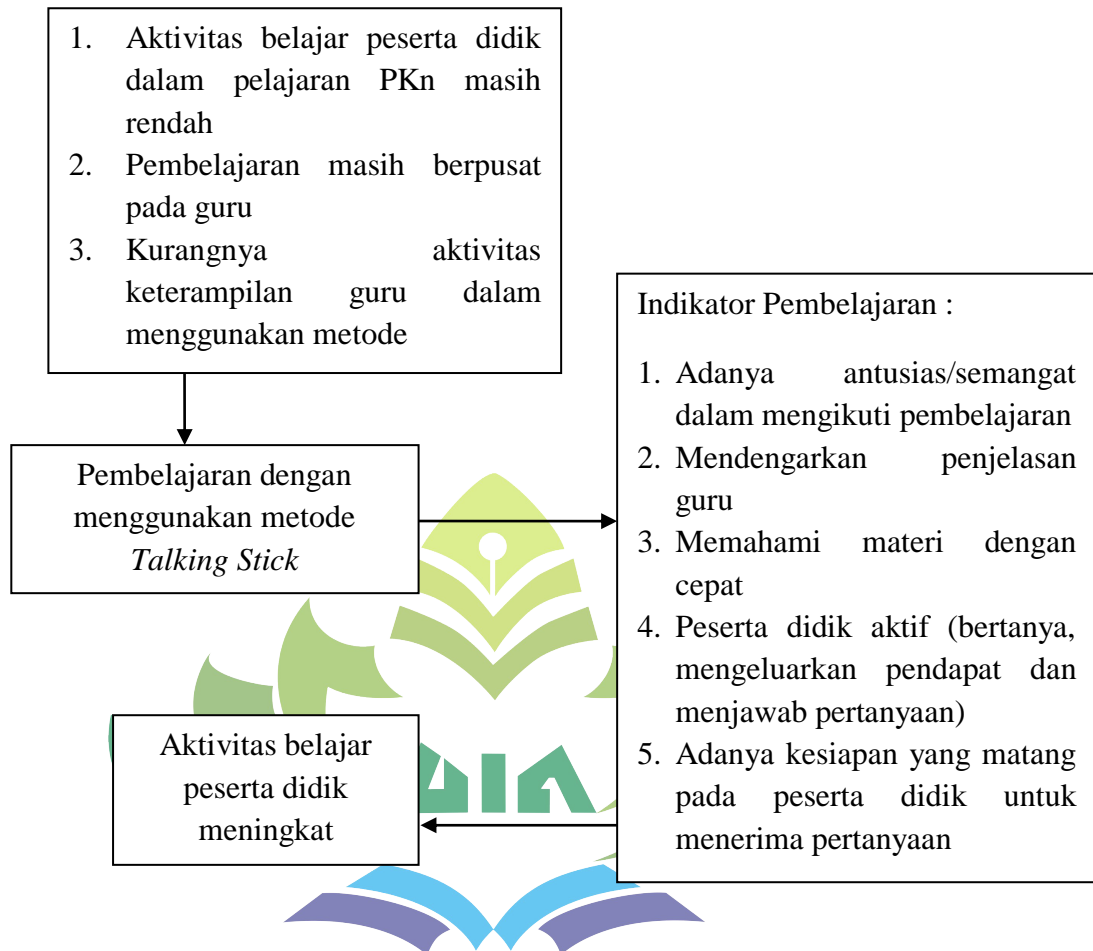 1. Aktivitas belajar peserta didik
dalam pelajaran PKn masih
rendah
2. Pembelajaran masih berpusat
pada guru
3. Kurangnya aktivitas
keterampilan guru dalam
menggunakan metode
Pembelajaran dengan
menggunakan metode
Talking Stick
Indikator Pembelajaran :
1. Adanya antusias/semangat
dalam mengikuti pembelajaran
2. Mendengarkan penjelasan
guru
3. Memahami materi dengan
cepat
4. Peserta didik aktif (bertanya,
mengeluarkan pendapat dan
menjawab pertanyaan)
5. Adanya kesiapan yang matang
pada peserta didik untuk
menerima pertanyaan
Aktivitas belajar
peserta didik
meningkat